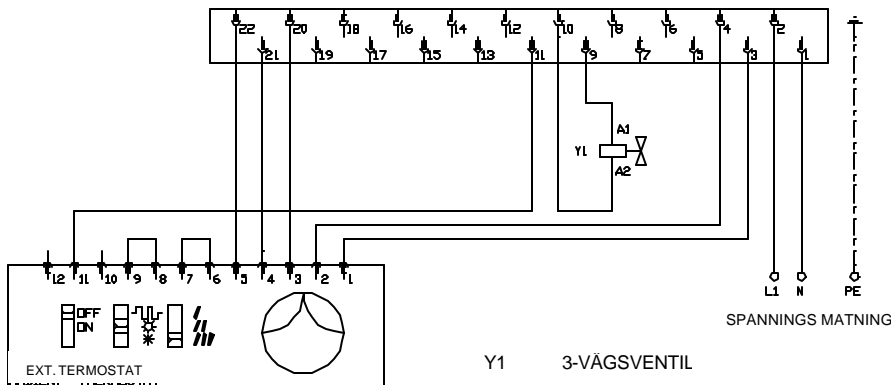 22 20 18 16 14 12 10 8 6 4 2
21 19 17 15 13 11 9 7 5 3 1
A1
Y1
A2
12 11 10 9 8 7 6 5 4 3 2 1
L1 N PE
OFF
ON
SPANNINGS MATNING
Y1 3-VÄGSVENTIL
EXT. TERMOSTAT